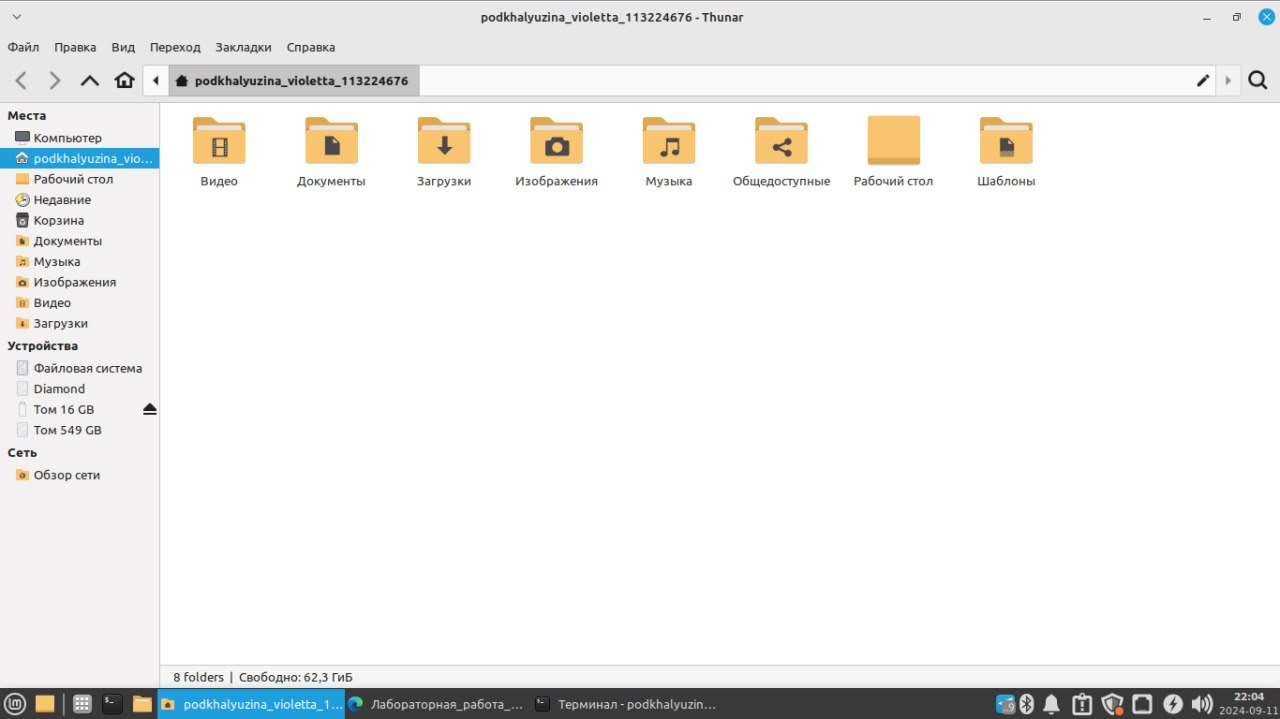 podkhalyuzina_violetta_113224676 - Thunar
Файл Правка Вид Переход Закладки Справка
podkhalyuzina_violetta_113224676
Места
Компьютер
podkhalyuzina_vio...
Рабочий стол
Недавние
Корзина
Документы
Музыка
Изображения
Видео
Загрузки
Устройства
Файловая система
Diamond
Том 16 GB
Том 549 GB
Сеть
Обзор сети
Видео Документы Загрузки Изображения Музыка Общедоступные Рабочий стол Шаблоны
8 folders | Свободно: 62,3 ГиБ
podkhalyuzina_violetta_1... Лабораторная_работа_... Терминал - podkhalyuzin...
22:04
2024-09-11